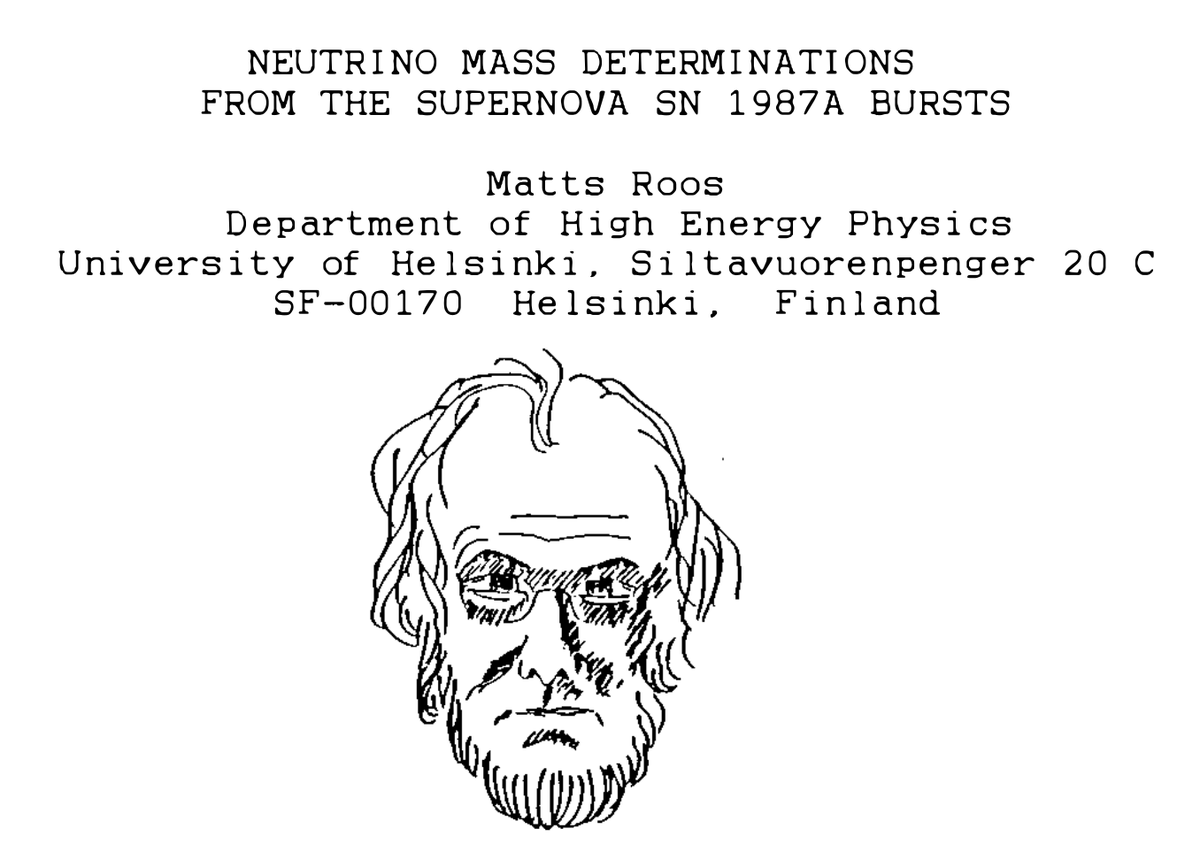 NEUTRINO MASS DETERMINATIONS
FROM THE SUPERNOVA SN 1987A BURSTS
Matts Roos
Department of High Energy Physics
University of Helsinki, Siltavuorenpenger 20 C
SF-00170 Helsinki, Finland